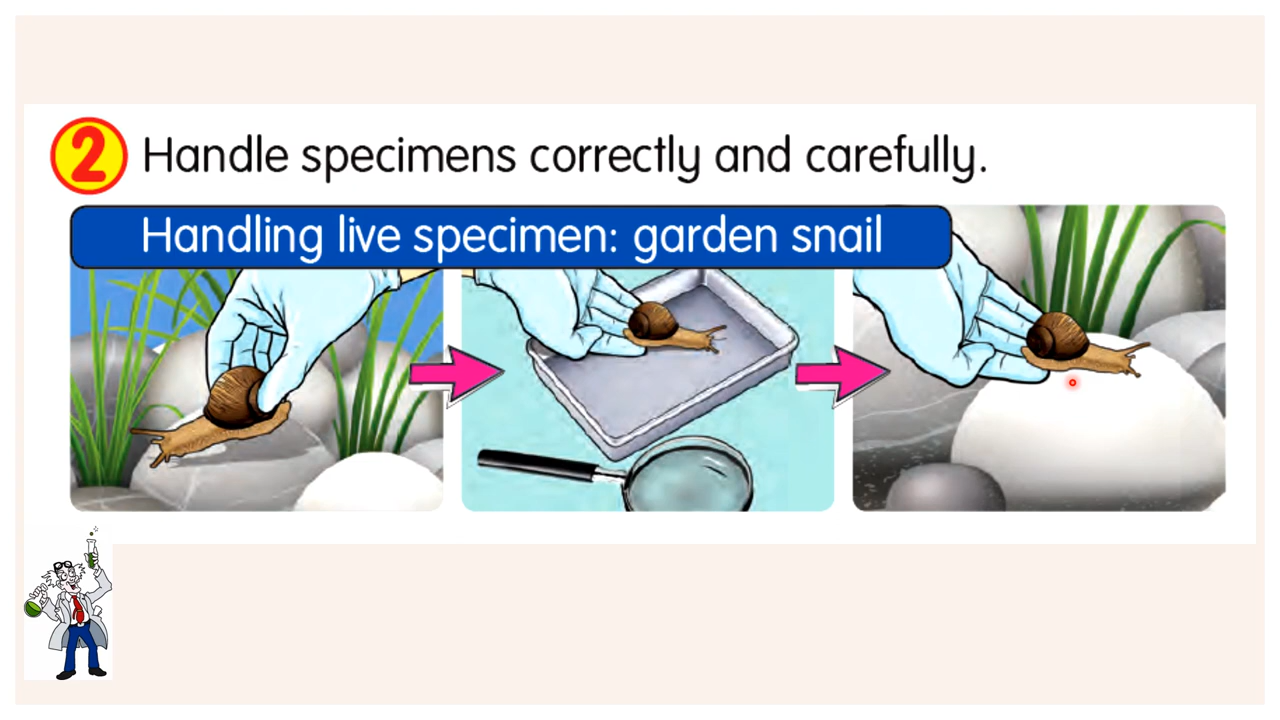 2 Handle specimens correctly and carefully.
Handling live specimen: garden snail